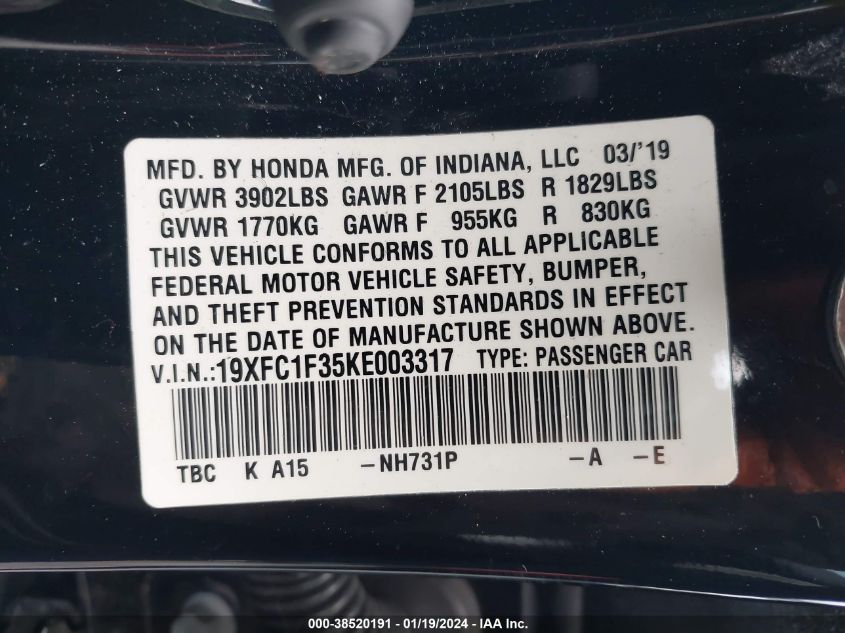 MFD. BY HONDA MFG. OF INDIANA, LLC 03/'19
GVWR 3902LBS GAWR F 2105LBS R 1829LBS
GVWR 1770KG GAWR F 955KG R 830KG
THIS VEHICLE CONFORMS TO ALL APPLICABLE
FEDERAL MOTOR VEHICLE SAFETY, BUMPER,
AND THEFT PREVENTION STANDARDS IN EFFECT
ON THE DATE OF MANUFACTURE SHOWN ABOVE.
V.I.N.:19XFC1F35KE003317 TYPE: PASSENGER CAR
TBC K A15 –NH731P –A –E
000-38520191 - 01/19/2024 - IAA Inc.